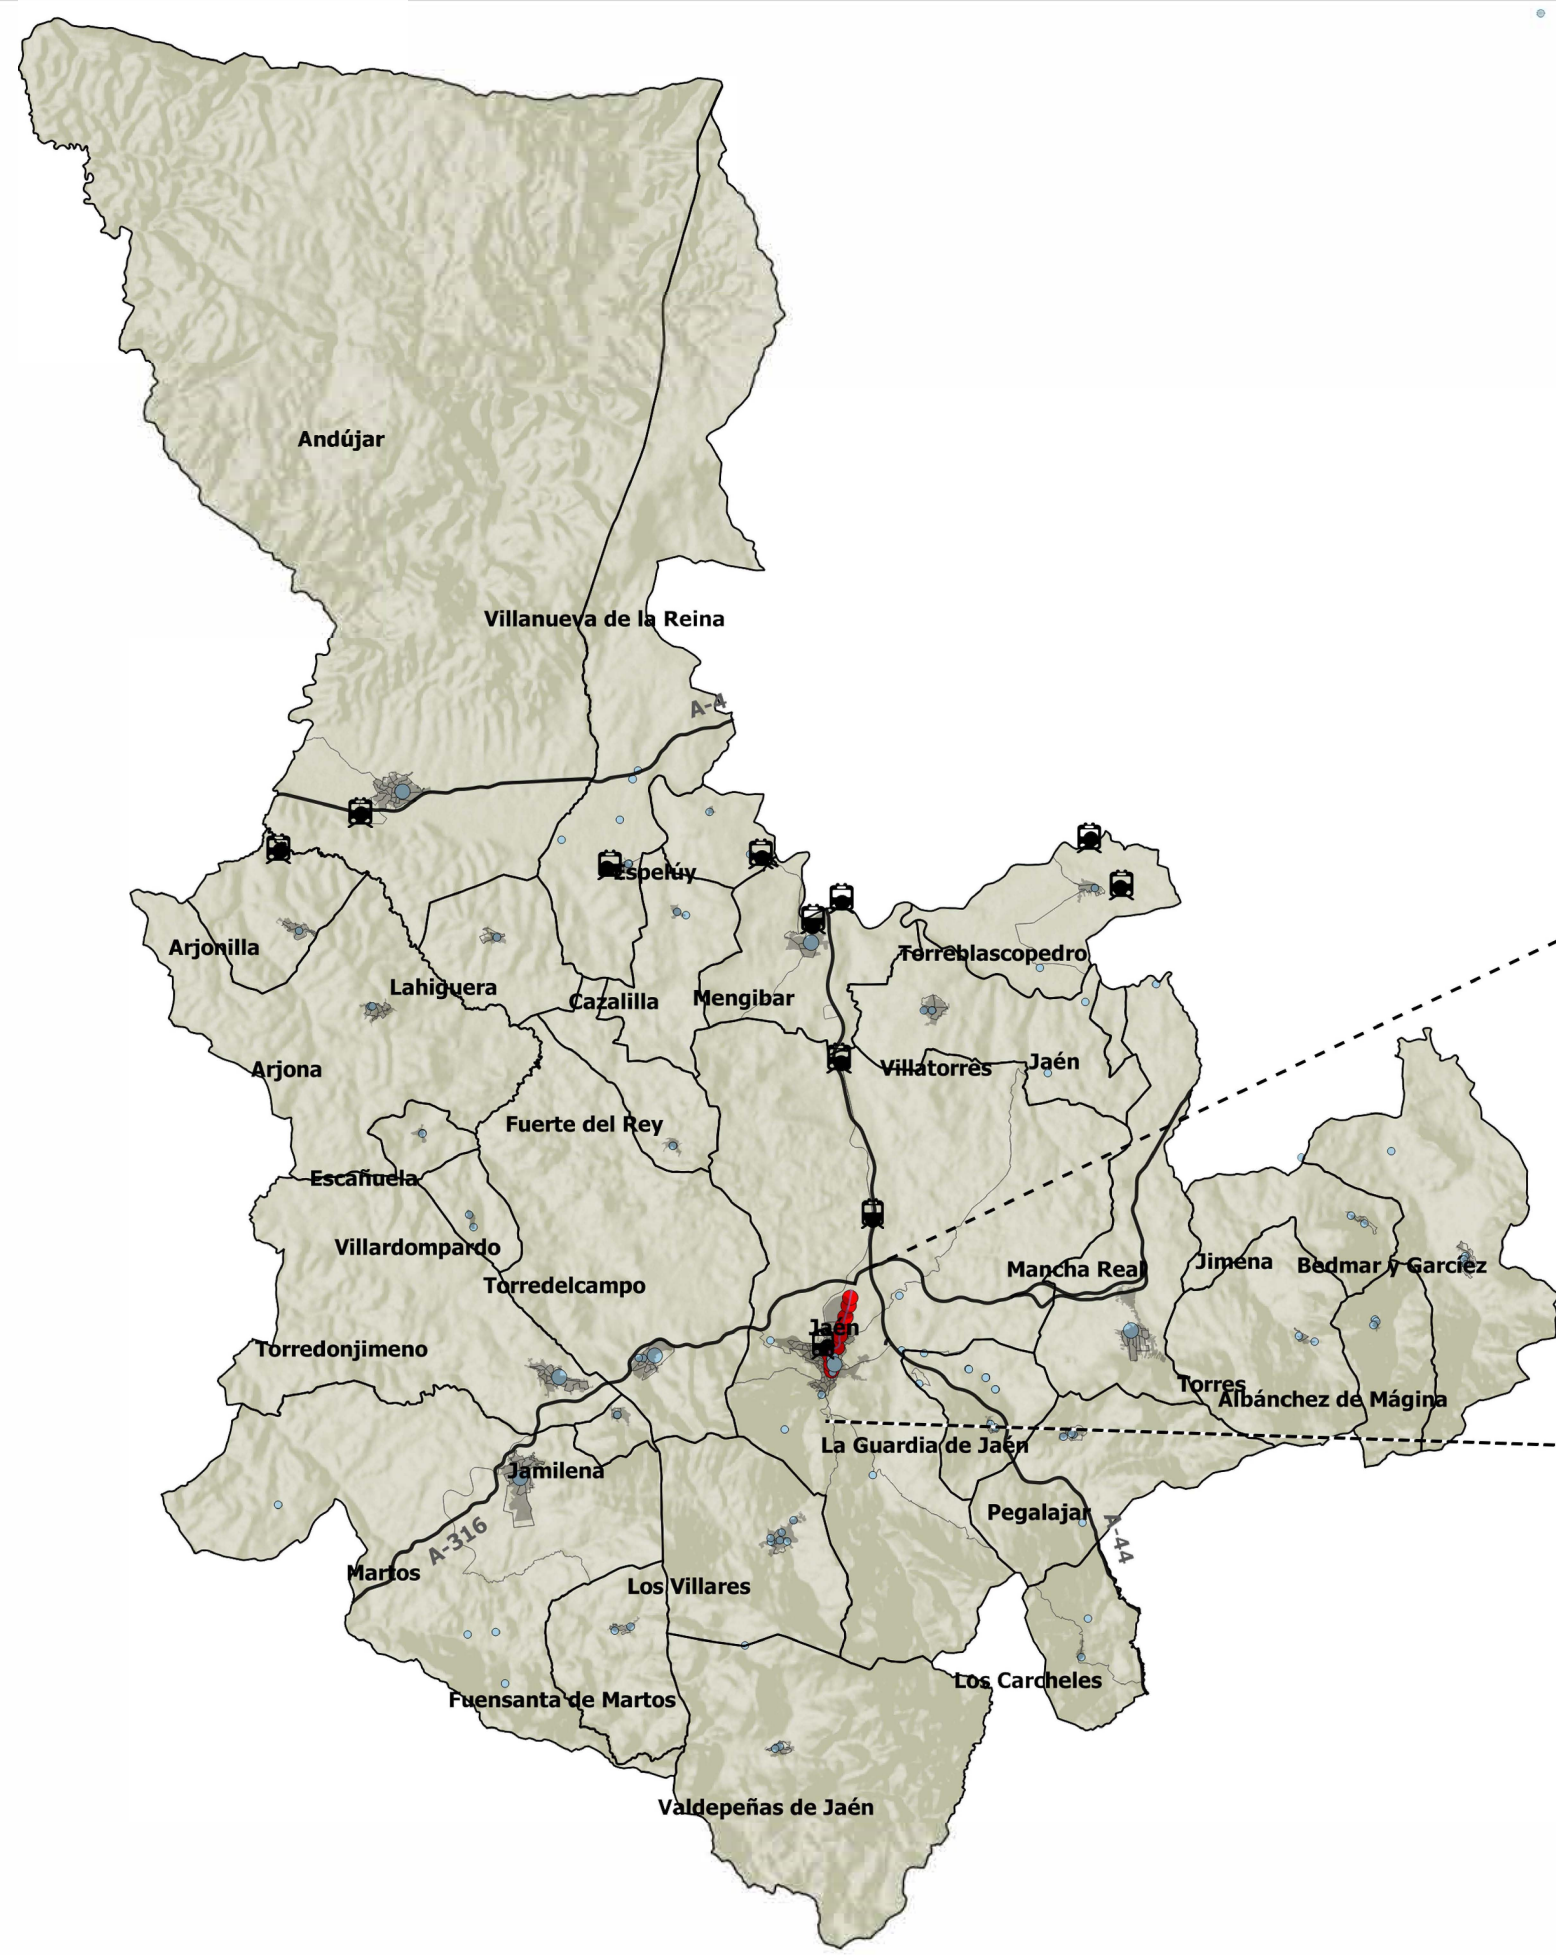 Andújar
Villanueva de la Reina
A-4
Espelúy
Arjonilla
Torreblascopedro
Lahiguera
Cazalilla
Mengibar
Arjona
Villatorres
Jaén
Fuerte del Rey
Escañuela
Villardompardo
Torredelcampo
Mancha Real
Jimena
Bedmar y Garcíez
Jaén
Torredonjimeno
Torres
Albánchez de Mágina
La Guardia de Jaén
Jamilena
Pegalajar
A-316
A-44
Martos
Los Villares
Los Carcheles
Fuensanta de Martos
Valdepeñas de Jaén